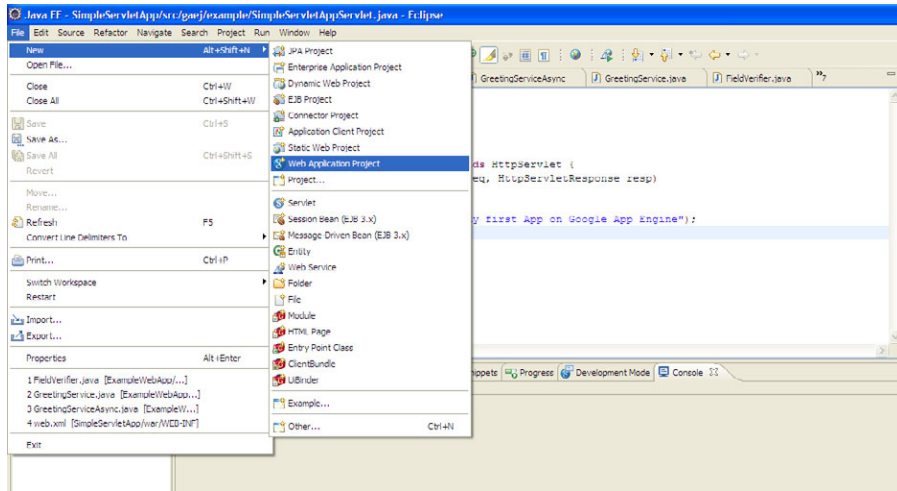 Java EE - SimpleServletApp/src/gaej/example/SimpleServletAppServlet.java - Eclipse
File Edit Source Refactor Navigate Search Project Run Window Help
New Alt+Shift+N
Open File...
Close Ctrl+W
Close All Ctrl+Shift+W
Save Ctrl+S
Save As...
Save All Ctrl+Shift+S
Revert
Move...
Rename...
Refresh F5
Convert Line Delimiters To
Print... Ctrl+P
Switch Workspace
Restart
Import...
Export...
Properties Alt+Enter
1 FieldVerifier.java [ExampleWebApp/...]
2 GreetingService.java [ExampleWebApp...]
3 GreetingServiceAsync.java [ExampleW...]
4 web.xml [SimpleServletApp/war/WEB-INF]
Exit
JPA Project
Enterprise Application Project
Dynamic Web Project
EJB Project
Connector Project
Application Client Project
Static Web Project
Web Application Project
Project...
Servlet
Session Bean (EJB 3.x)
Message Driven Bean (EJB 3.x)
Entity
Web Service
Folder
File
Module
HTML Page
Entry Point Class
ClientBundle
UiBinder
Example...
Other... Ctrl+N
GreetingServiceAsync GreetingService.java FieldVerifier.java »7
ds HttpServlet {
eq, HttpServletResponse resp)
y first App on Google App Engine");
nippets Progress Development Mode Console